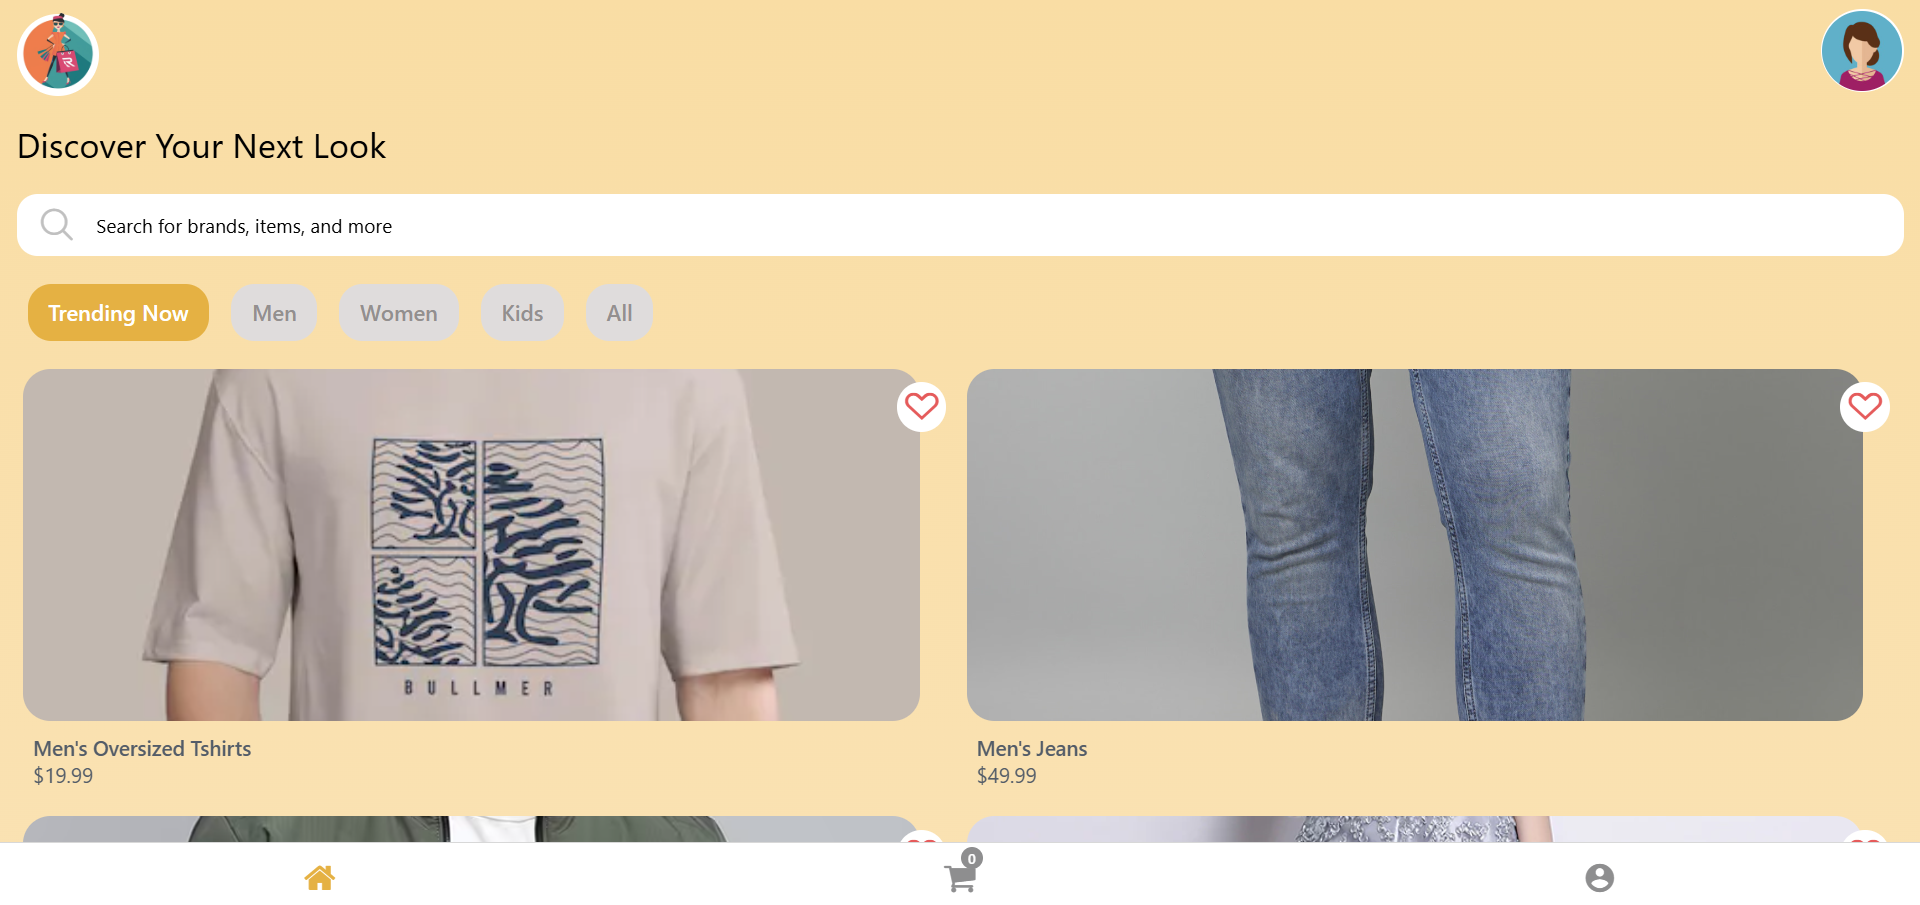 Discover Your Next Look
Search for brands, items, and more
Trending Now
Men
Women
Kids
All
BULLMER
Men's Oversized Tshirts
$19.99
Men's Jeans
$49.99
0